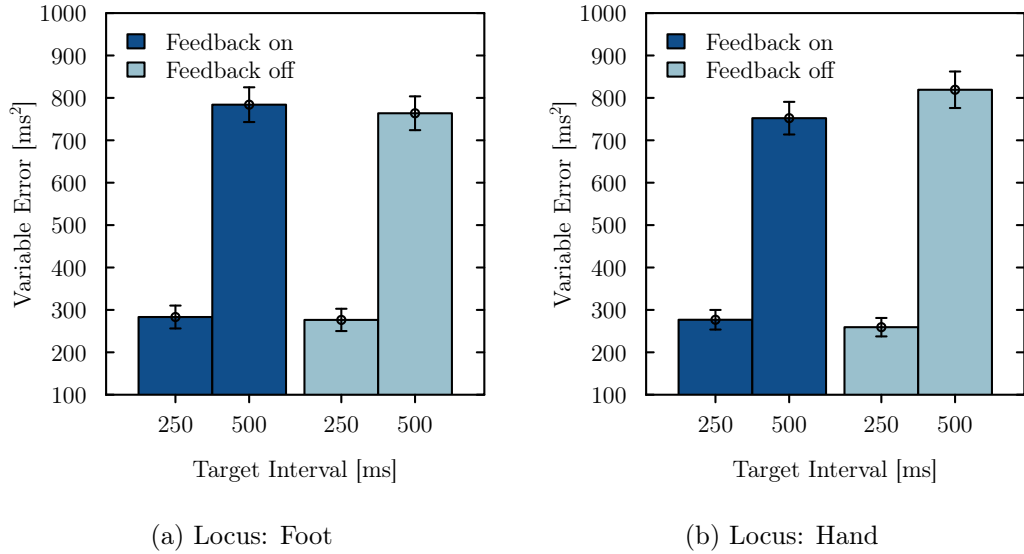 1000
900
800
700
600
500
400
300
200
100
Variable Error [ms²]
Feedback on
Feedback off
250 500 250 500
Target Interval [ms]
(a) Locus: Foot
1000
900
800
700
600
500
400
300
200
100
Variable Error [ms²]
Feedback on
Feedback off
250 500 250 500
Target Interval [ms]
(b) Locus: Hand